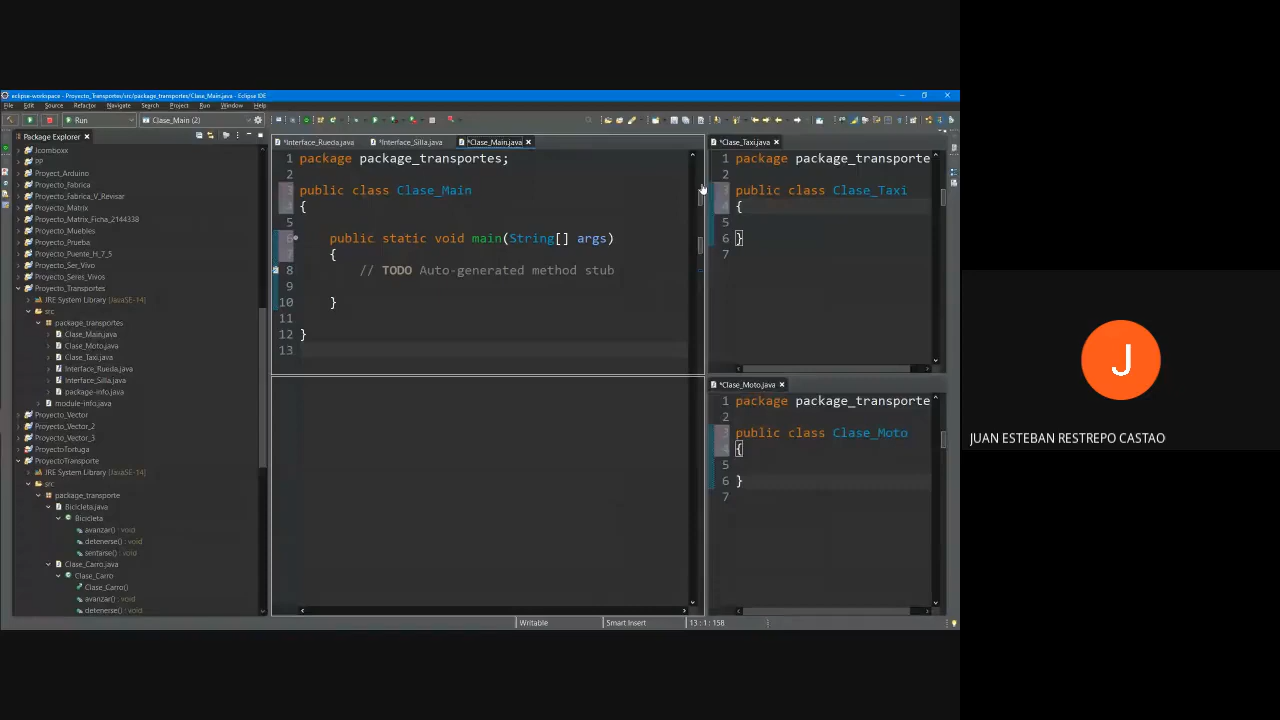 eclipse-workspace - Proyecto_Transportes/src/package_transportes/Clase_Main.java - Eclipse IDE
File Edit Source Refactor Navigate Search Project Run Window Help
Run
Clase_Main (2)
Package Explorer
Jcomboxx
PP
Proyect_Arduino
Proyecto_Fabrica
Proyecto_Fabrica_V_Revisar
Proyecto_Matrix
Proyecto_Matrix_Ficha_2144338
Proyecto_Muebles
Proyecto_Prueba
Proyecto_Puente_H_7_5
Proyecto_Ser_Vivo
Proyecto_Seres_Vivos
Proyecto_Transportes
JRE System Library [JavaSE-14]
src
package_transportes
Clase_Main.java
Clase_Moto.java
Clase_Taxi.java
Interface_Rueda.java
Interface_Silla.java
package-info.java
module-info.java
Proyecto_Vector
Proyecto_Vector_2
Proyecto_Vector_3
ProyectoTortuga
ProyectoTransporte
JRE System Library [JavaSE-14]
src
package_transporte
Bicicleta.java
Bicicleta
avanzar() : void
detenerse() : void
sentarse() : void
Clase_Carro.java
Clase_Carro
Clase_Carro()
avanzar() : void
detenerse() : void
*Interface_Rueda.java
*Interface_Silla.java
*Clase_Main.java
1 package package_transportes;
3 public class Clase_Main
4 {
5
6 public static void main(String[] args)
7 {
8 // TODO Auto-generated method stub
9
10 }
11
12 }
13
*Clase_Taxi.java
1 package package_transporte
2
3 public class Clase_Taxi
4 {
5
6 }
7
*Clase_Moto.java
1 package package_transporte
2
3 public class Clase_Moto
4 {
5
6 }
7
Writable
Smart Insert
13 : 1 : 158
J
JUAN ESTEBAN RESTREPO CASTAO